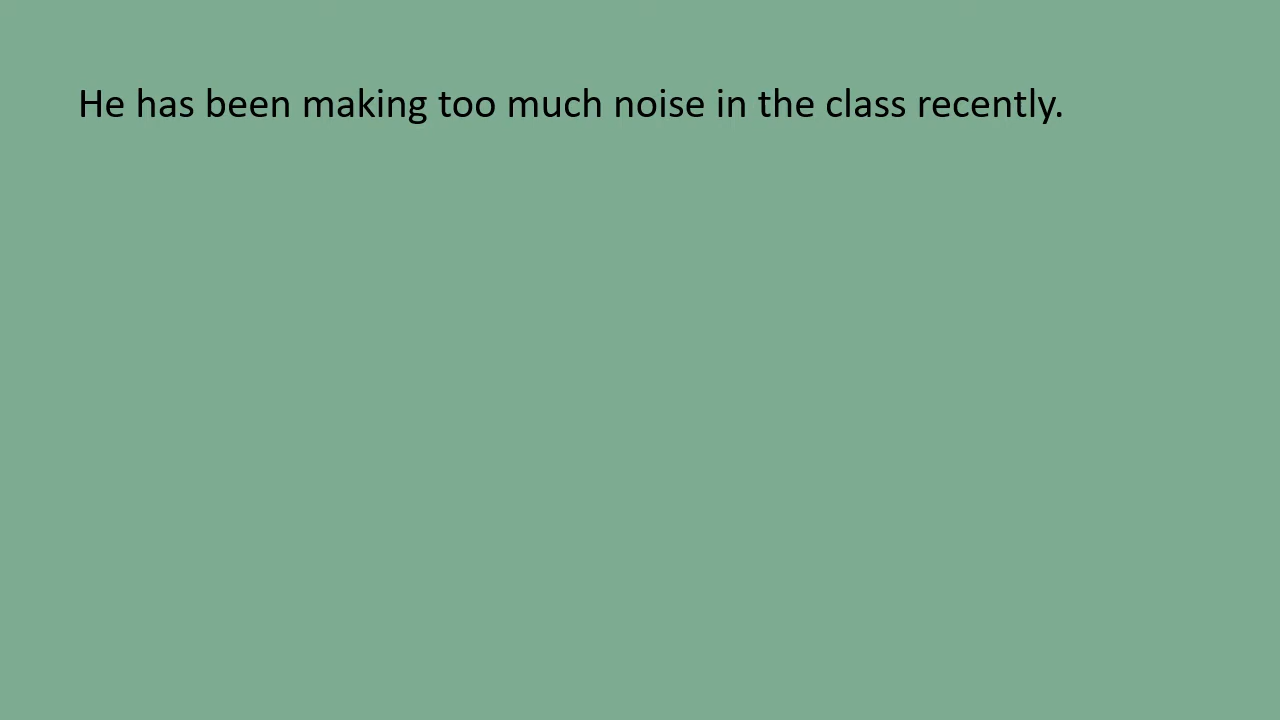 He has been making too much noise in the class recently.